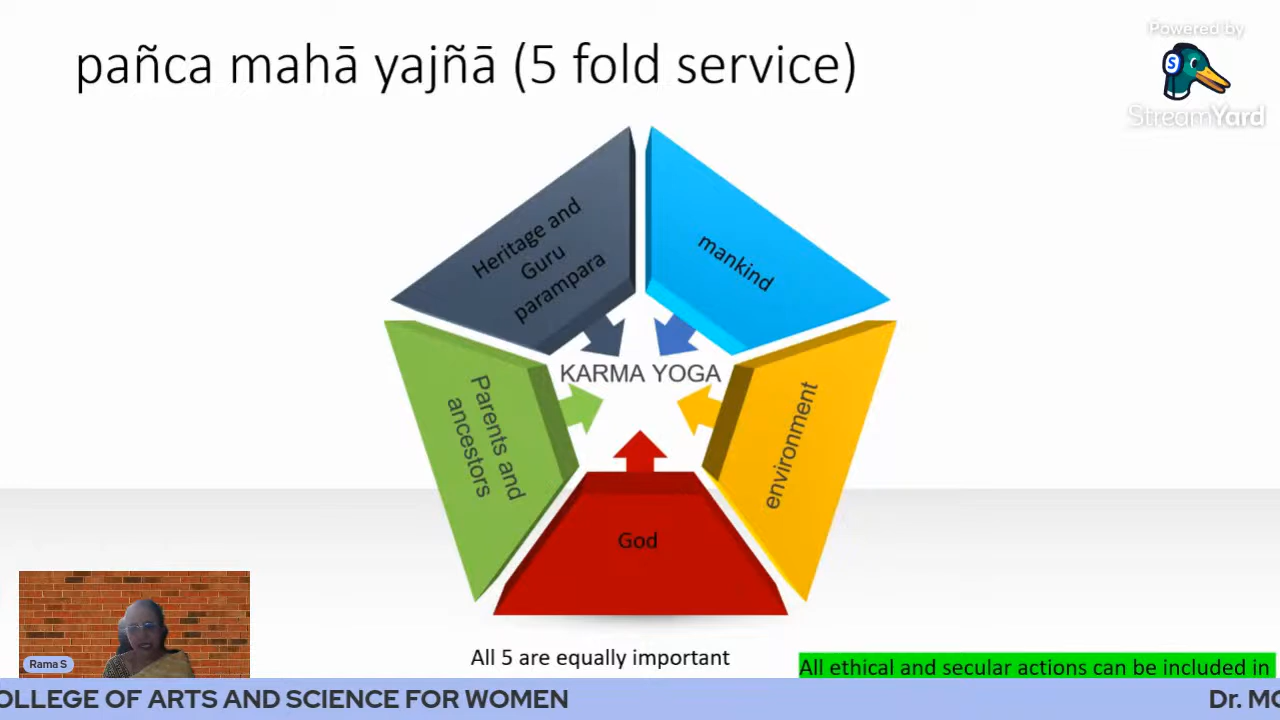 pañca mahā yajñā (5 fold service)
Powered by
StreamYard
Heritage and
Guru
parampara
mankind
KARMA YOGA
Parents and
ancestors
environment
God
Rama S
All 5 are equally important
All ethical and secular actions can be included in
OLLEGE OF ARTS AND SCIENCE FOR WOMEN
Dr. MO